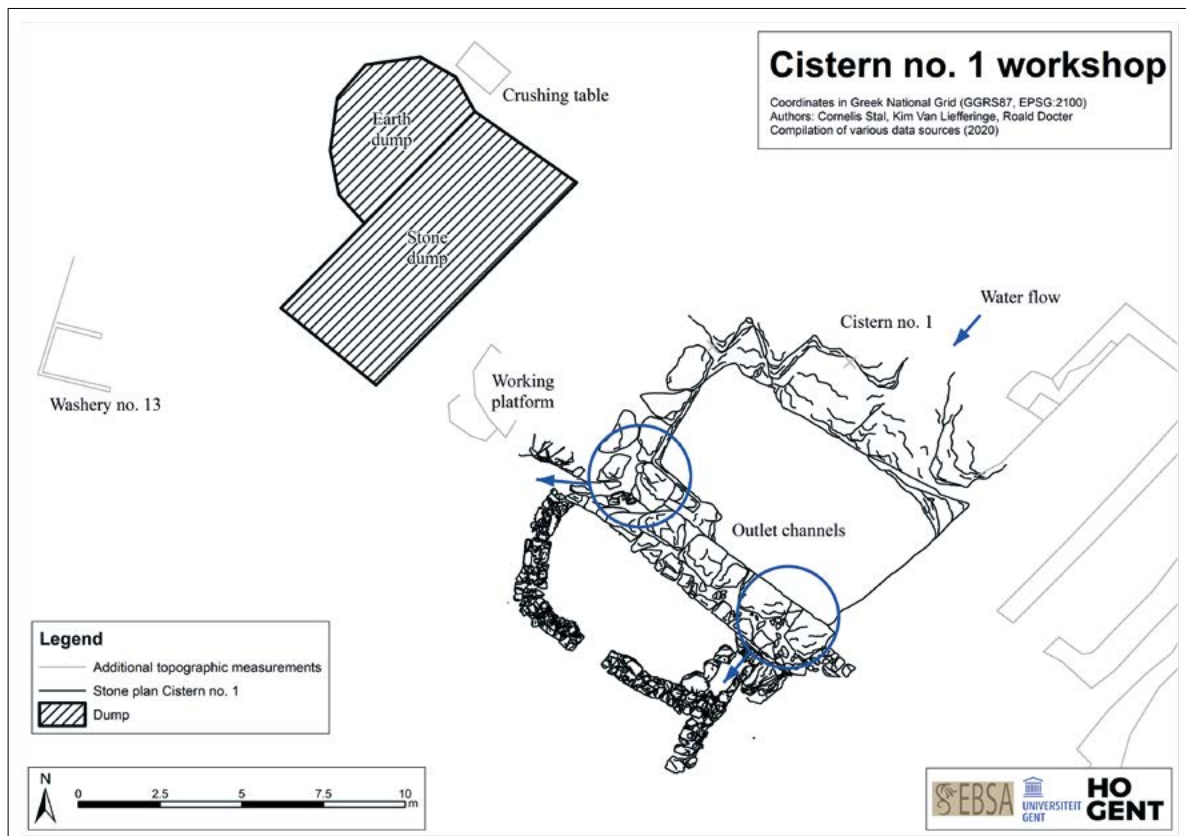 Cistern no. 1 workshop
Coordinates in Greek National Grid (GGRS87, EPSG:2100)
Authors: Cornelis Stal, Kim Van Liefferinge, Roald Docter
Compilation of various data sources (2020)
Crushing table
Earth
dump
Stone
dump
Water flow
Cistern no. 1
Working
platform
Washery no. 13
Outlet channels
Legend
Additional topographic measurements
Stone plan Cistern no. 1
Dump
N
0 2.5 5 7.5 10
m
EBSA
UNIVERSITEIT
GENT
HO
GENT